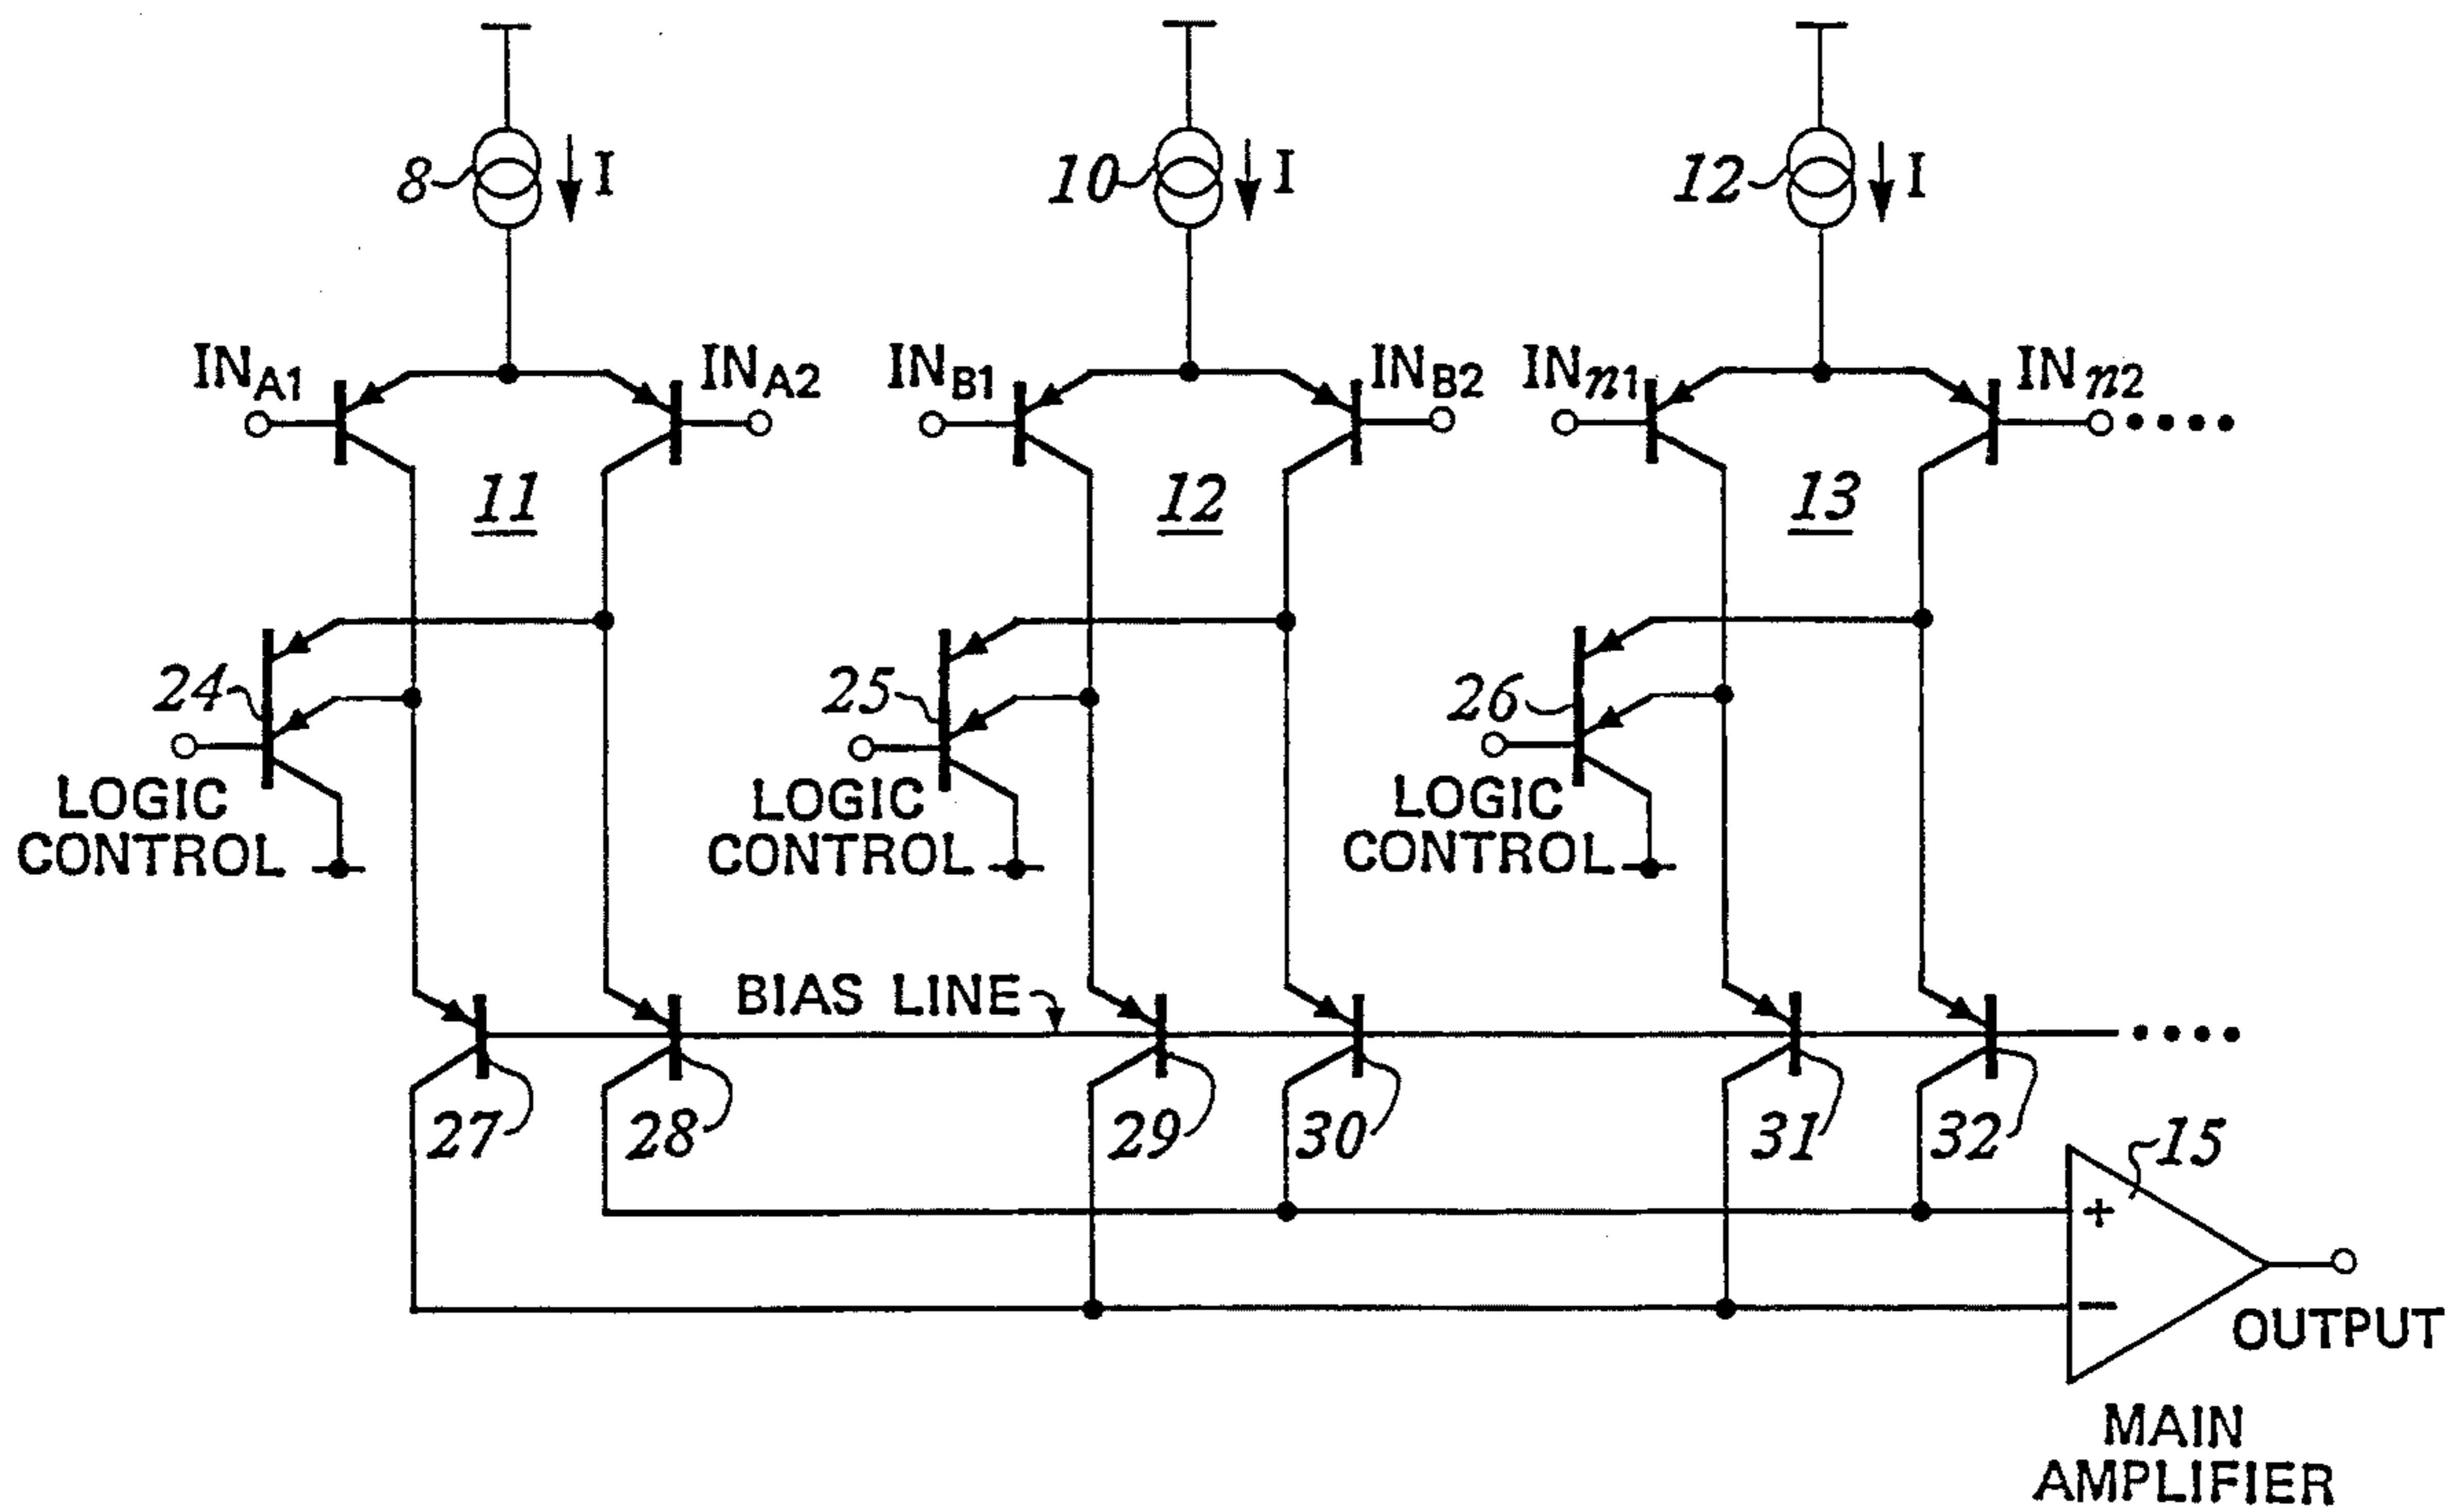 8 I 10 I 12 I
IN A1 IN A2 IN B1 IN B2 IN n1 IN n2
11 12 13
24 25 26
LOGIC CONTROL
LOGIC CONTROL
LOGIC CONTROL
BIAS LINE
27 28 29 30 31 32
15
+
−
OUTPUT
MAIN
AMPLIFIER